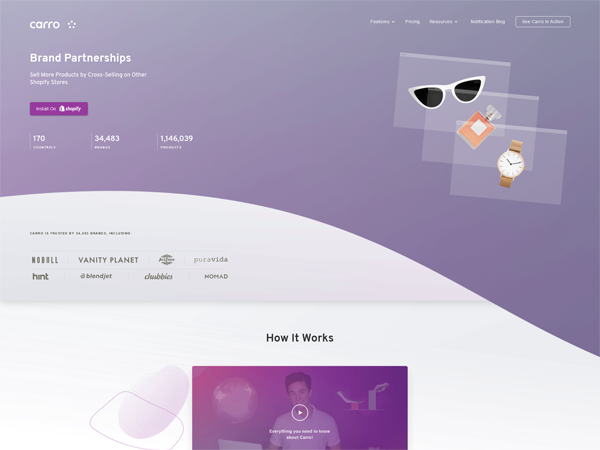 carro
Features
Pricing
Resources
Notification Blog
See Carro In Action
Brand Partnerships
Sell More Products by Cross-Selling on Other
Shopify Stores
Install On shopify
170
34,483
1,146,039
COUNTRIES
BRANDS
PRODUCTS
CARRO IS TRUSTED BY 34,483 BRANDS, INCLUDING:
NOBULL
VANITY PLANET
puravida
hint
blendjet
chubbies
NOMAD
How It Works
Everything you need to know
about Carro!